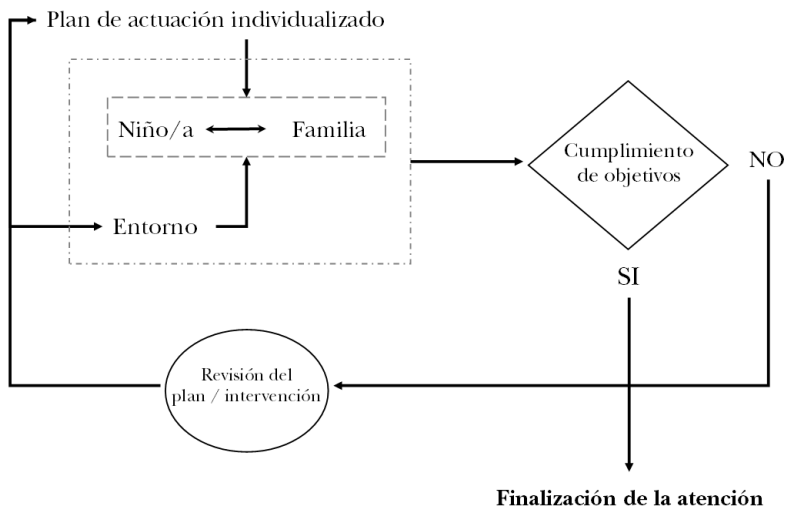 Plan de actuación individualizado
Niño/a
Familia
Entorno
Cumplimiento
de objetivos
NO
SI
Revisión del
plan / intervención
Finalización de la atención